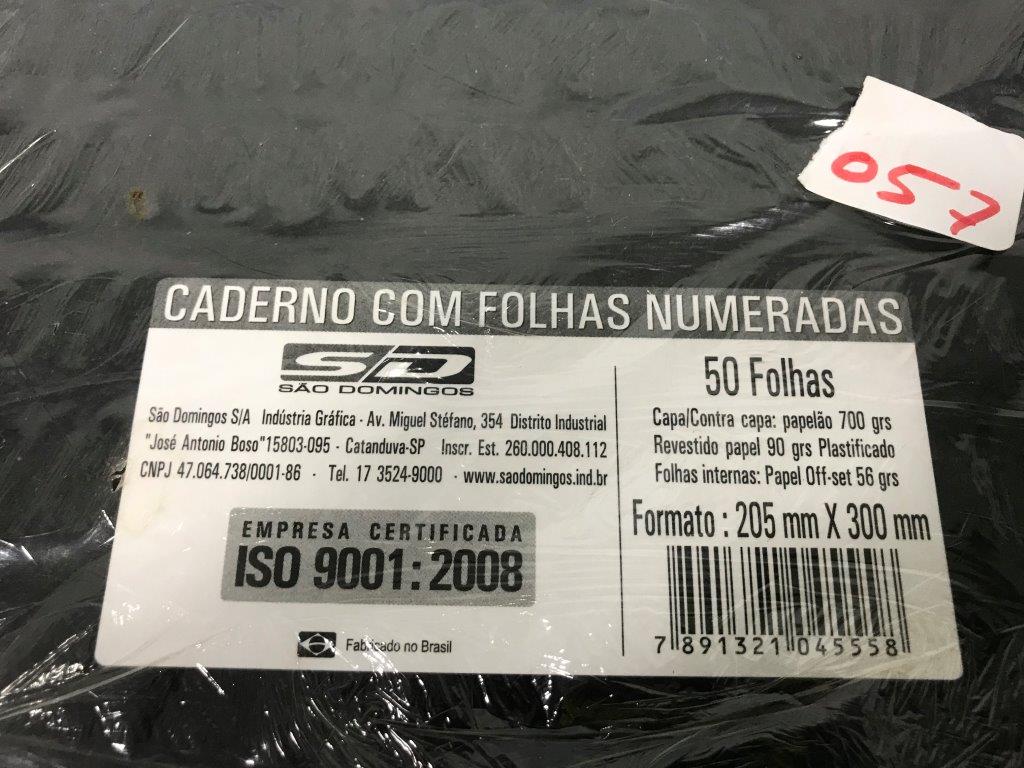 057
CADERNO COM FOLHAS NUMERADAS
SD
SÃO DOMINGOS
São Domingos S/A Indústria Gráfica - Av. Miguel Stéfano, 354 Distrito Industrial
"José Antonio Boso"15803-095 - Catanduva-SP Inscr. Est. 260.000.408.112
CNPJ 47.064.738/0001-86 · Tel. 17 3524-9000 · www.saodomingos.ind.br
EMPRESA CERTIFICADA
ISO 9001:2008
Fabricado no Brasil
50 Folhas
Capa/Contra capa: papelão 700 grs
Revestido papel 90 grs Plastificado
Folhas internas: Papel Off-set 56 grs
Formato : 205 mm X 300 mm
7 891321 045558